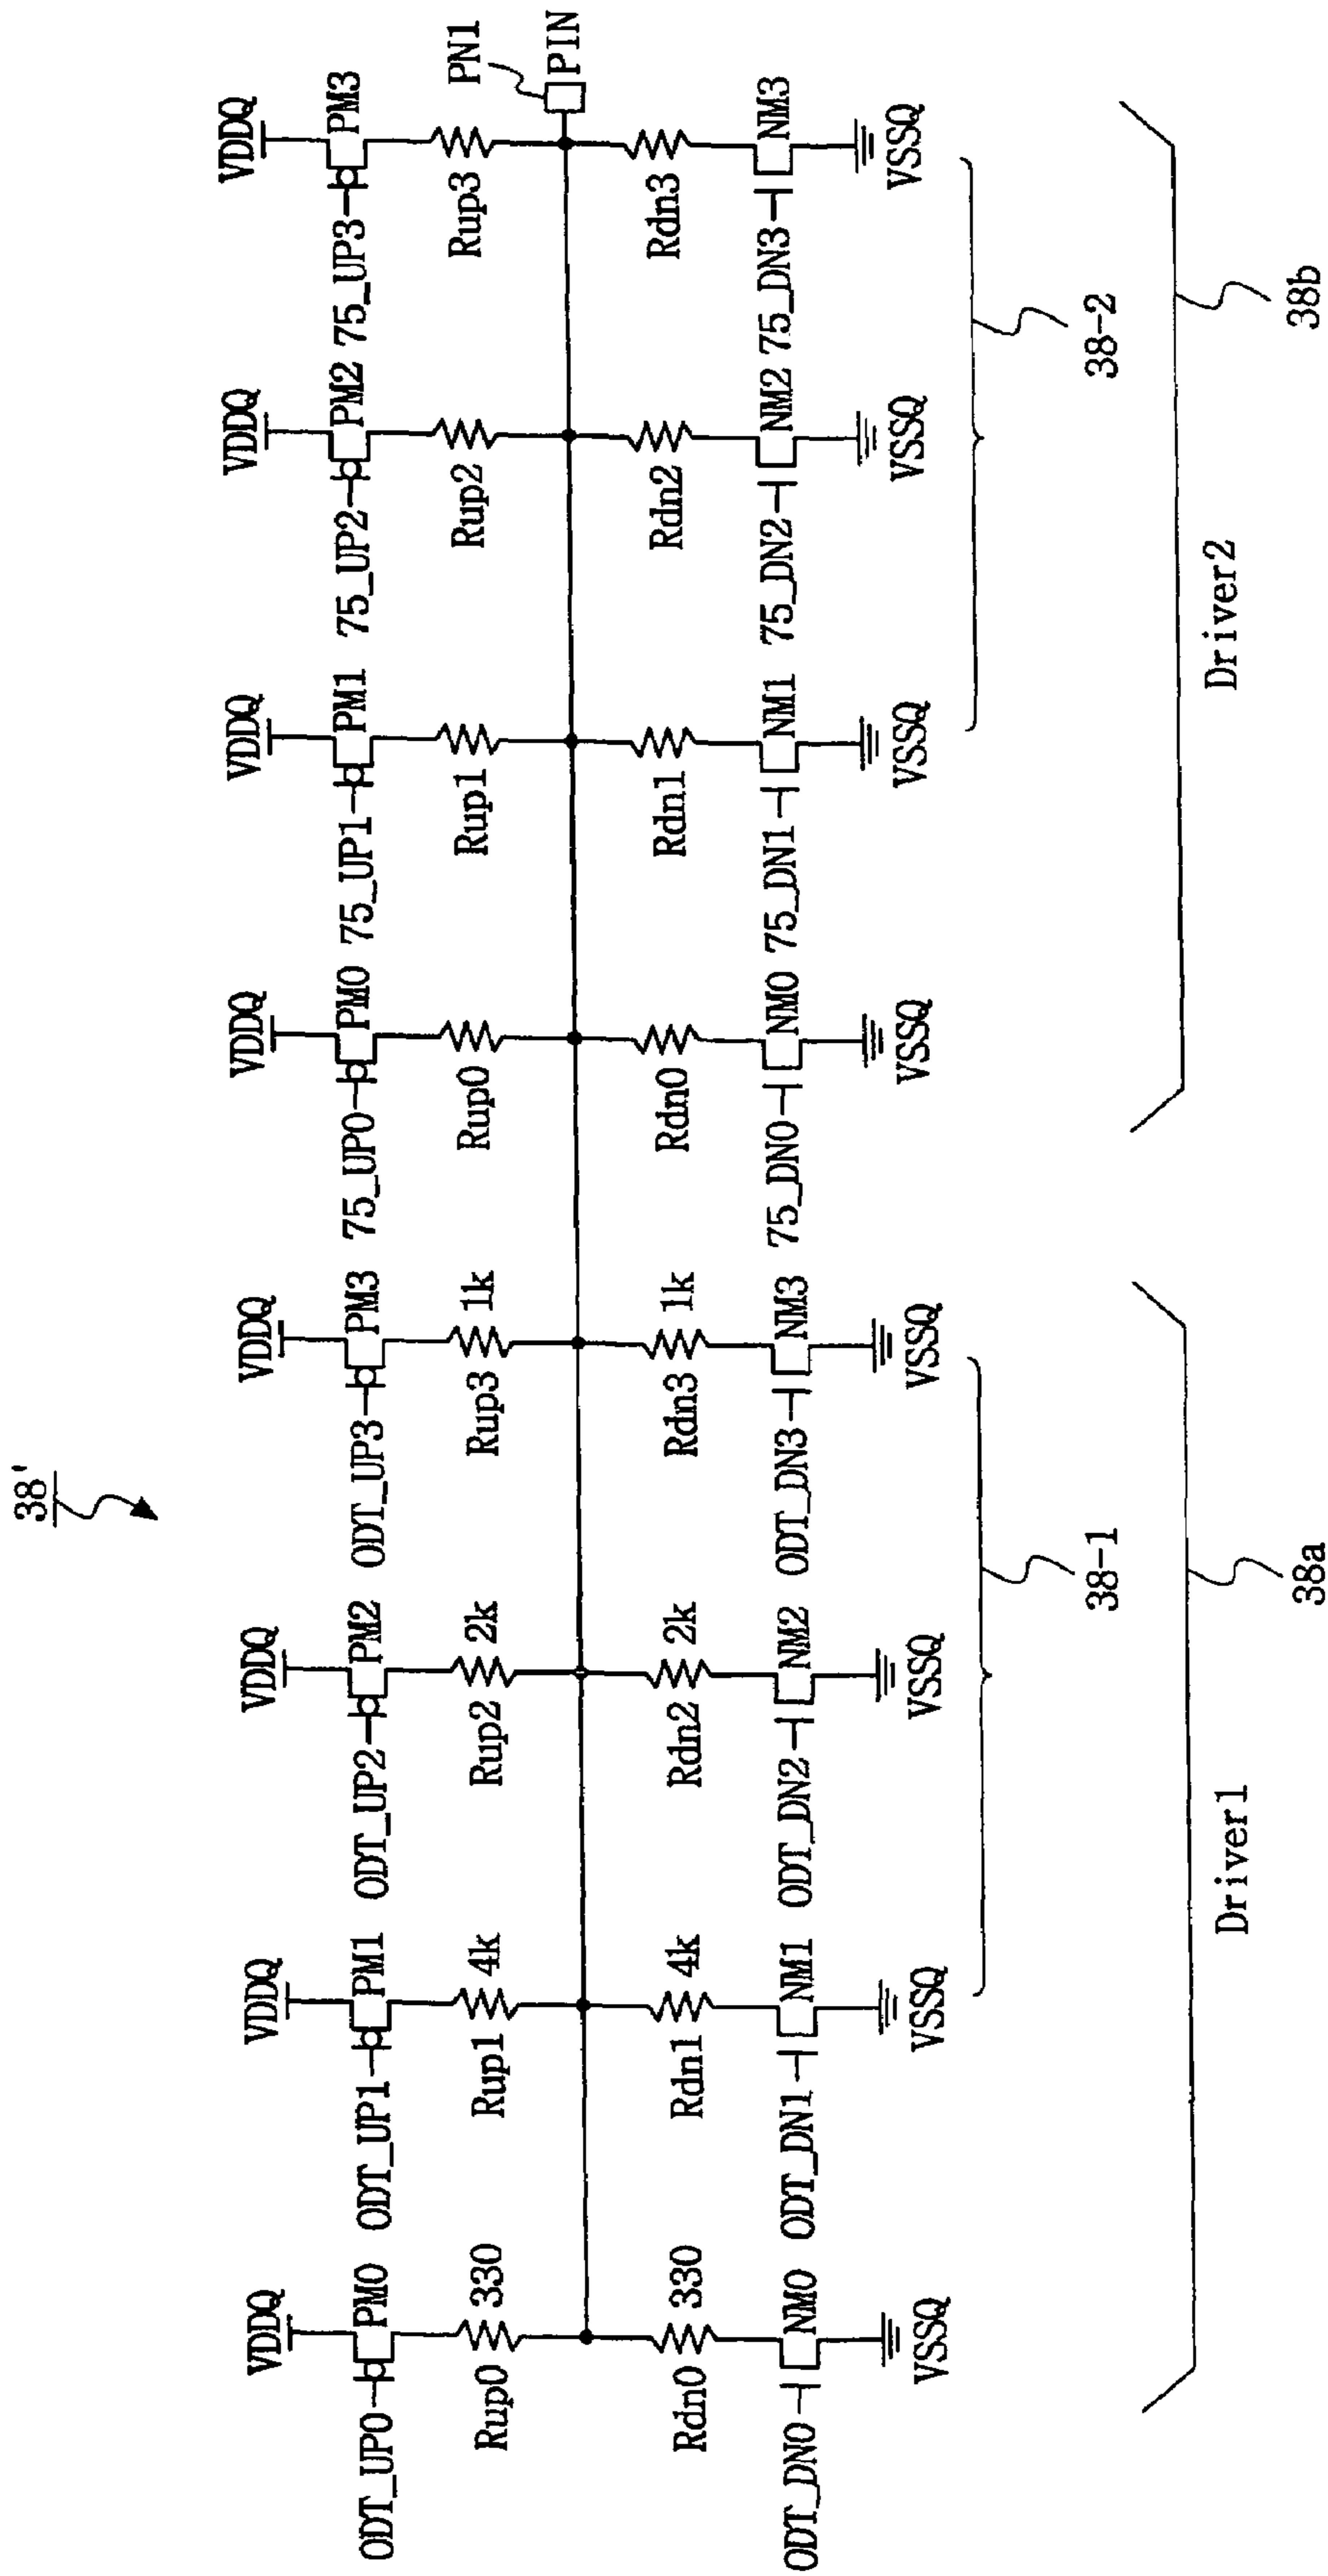 38'
VDDQ VDDQ VDDQ VDDQ VDDQ VDDQ VDDQ VDDQ
ODT_UP0 PM0 ODT_UP1 PM1 ODT_UP2 PM2 ODT_UP3 PM3 75_UP0 PM0 75_UP1 PM1 75_UP2 PM2 75_UP3 PM3
Rup0 330 Rup1 4k Rup2 2k Rup3 1k Rup0 Rup1 Rup2 Rup3
PN1
PIN
Rdn0 330 Rdn1 4k Rdn2 2k Rdn3 1k Rdn0 Rdn1 Rdn2 Rdn3
ODT_DN0 NM0 ODT_DN1 NM1 ODT_DN2 NM2 ODT_DN3 NM3 75_DN0 NM0 75_DN1 NM1 75_DN2 NM2 75_DN3 NM3
VSSQ VSSQ VSSQ VSSQ VSSQ VSSQ VSSQ VSSQ
38-1 38-2
Driver1 Driver2
38a 38b